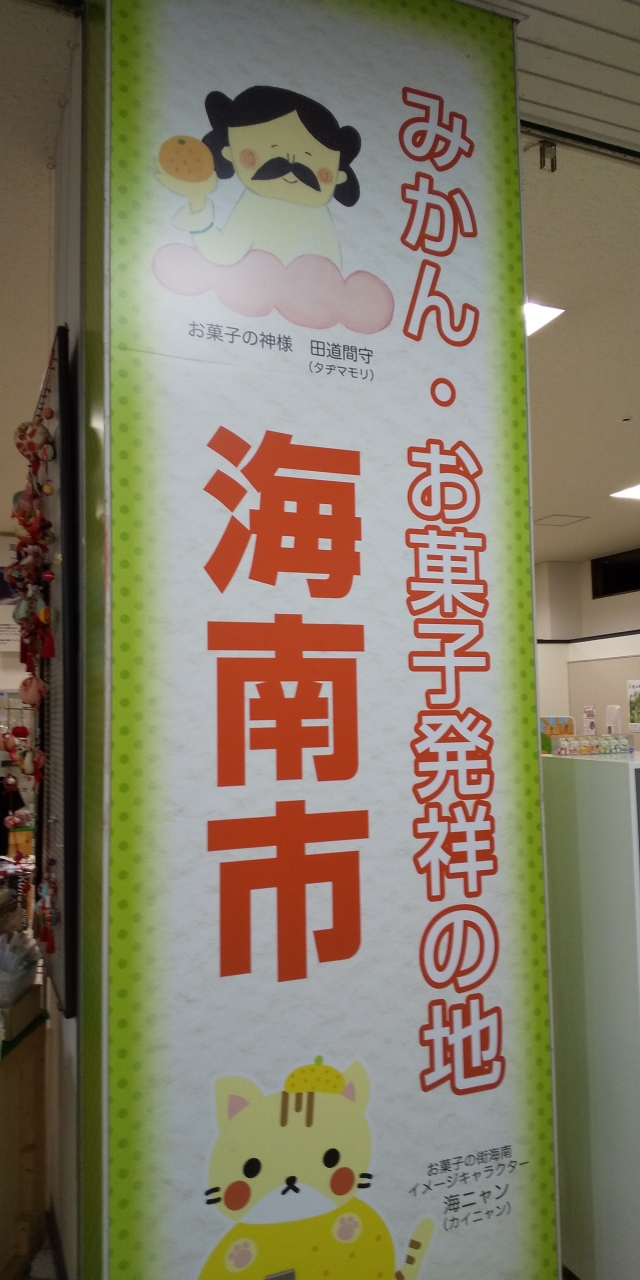 みかん・お菓子発祥の地
お菓子の神様 田道間守
(タヂマモリ)
海南市
お菓子の街海南
イメージキャラクター
海ニャン
(カイニャン)